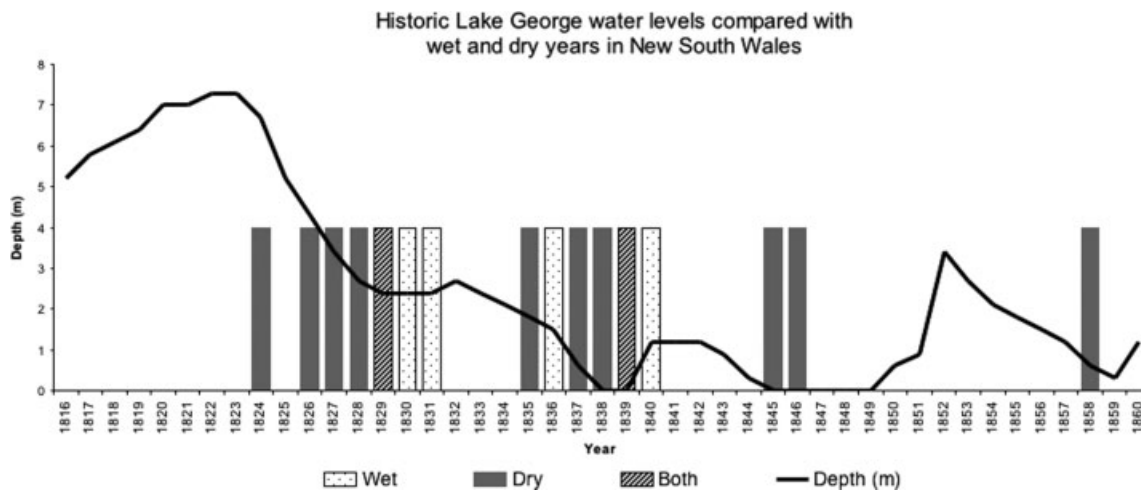 Historic Lake George water levels compared with
wet and dry years in New South Wales
8
7
6
5
4
3
2
1
0
Depth (m)
1816 1817 1818 1819 1820 1821 1822 1823 1824 1825 1826 1827 1828 1829 1830 1831 1832 1833 1834 1835 1836 1837 1838 1839 1840 1841 1842 1843 1844 1845 1846 1847 1848 1849 1850 1851 1852 1853 1854 1855 1856 1857 1858 1859 1860
Year
Wet Dry Both Depth (m)